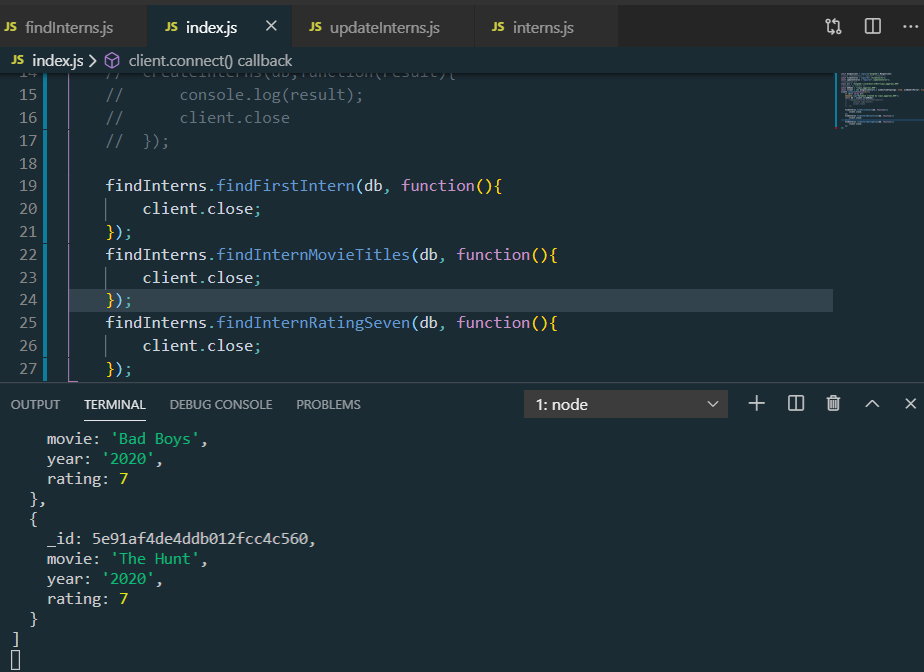 JS findInterns.js JS index.js × JS updateInterns.js JS interns.js ...
JS index.js > client.connect() callback
14 // createInterns(db,function(result){
15 // console.log(result);
16 // client.close
17 // });
18
19 findInterns.findFirstIntern(db, function(){
20 client.close;
21 });
22 findInterns.findInternMovieTitles(db, function(){
23 client.close;
24 });
25 findInterns.findInternRatingSeven(db, function(){
26 client.close;
27 });
OUTPUT TERMINAL DEBUG CONSOLE PROBLEMS 1: node
movie: 'Bad Boys',
year: '2020',
rating: 7
},
{
_id: 5e91af4de4ddb012fcc4c560,
movie: 'The Hunt',
year: '2020',
rating: 7
}
]